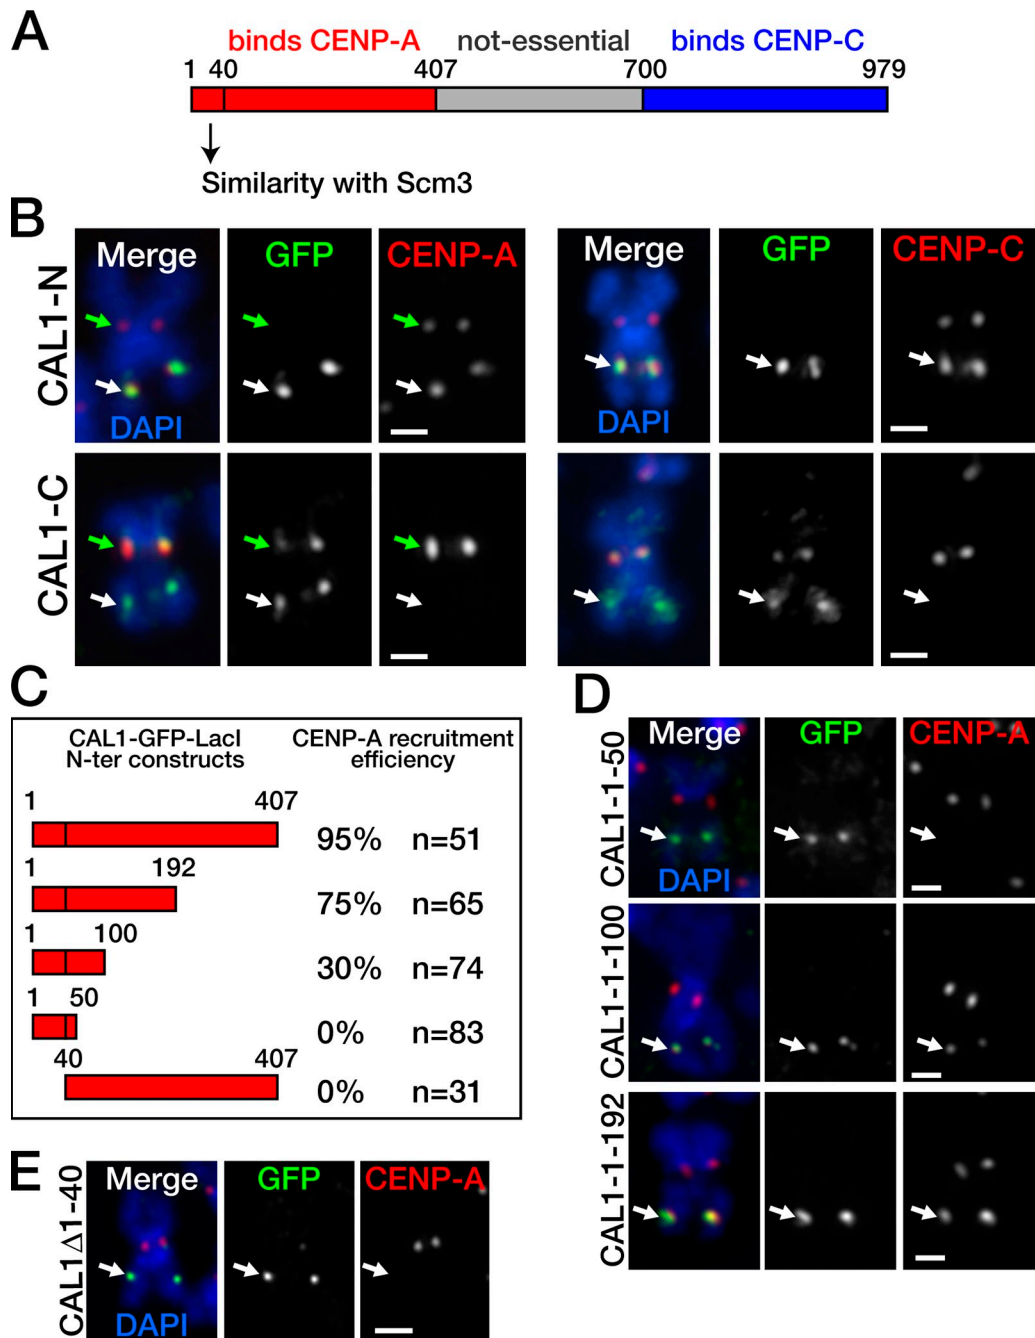 A
binds CENP-A not-essential binds CENP-C
1 40 407 700 979
Similarity with Scm3
B
CAL1-N
Merge GFP CENP-A Merge GFP CENP-C
DAPI DAPI
CAL1-C
C
CAL1-GFP-LacI CENP-A recruitment
N-ter constructs efficiency
1 407
95% n=51
1 192
75% n=65
1 100
30% n=74
1 50
0% n=83
40 407
0% n=31
D
CAL1-1-50
Merge GFP CENP-A
DAPI
CAL1-1-100
CAL1-1-192
E
CAL1Δ1-40
Merge GFP CENP-A
DAPI